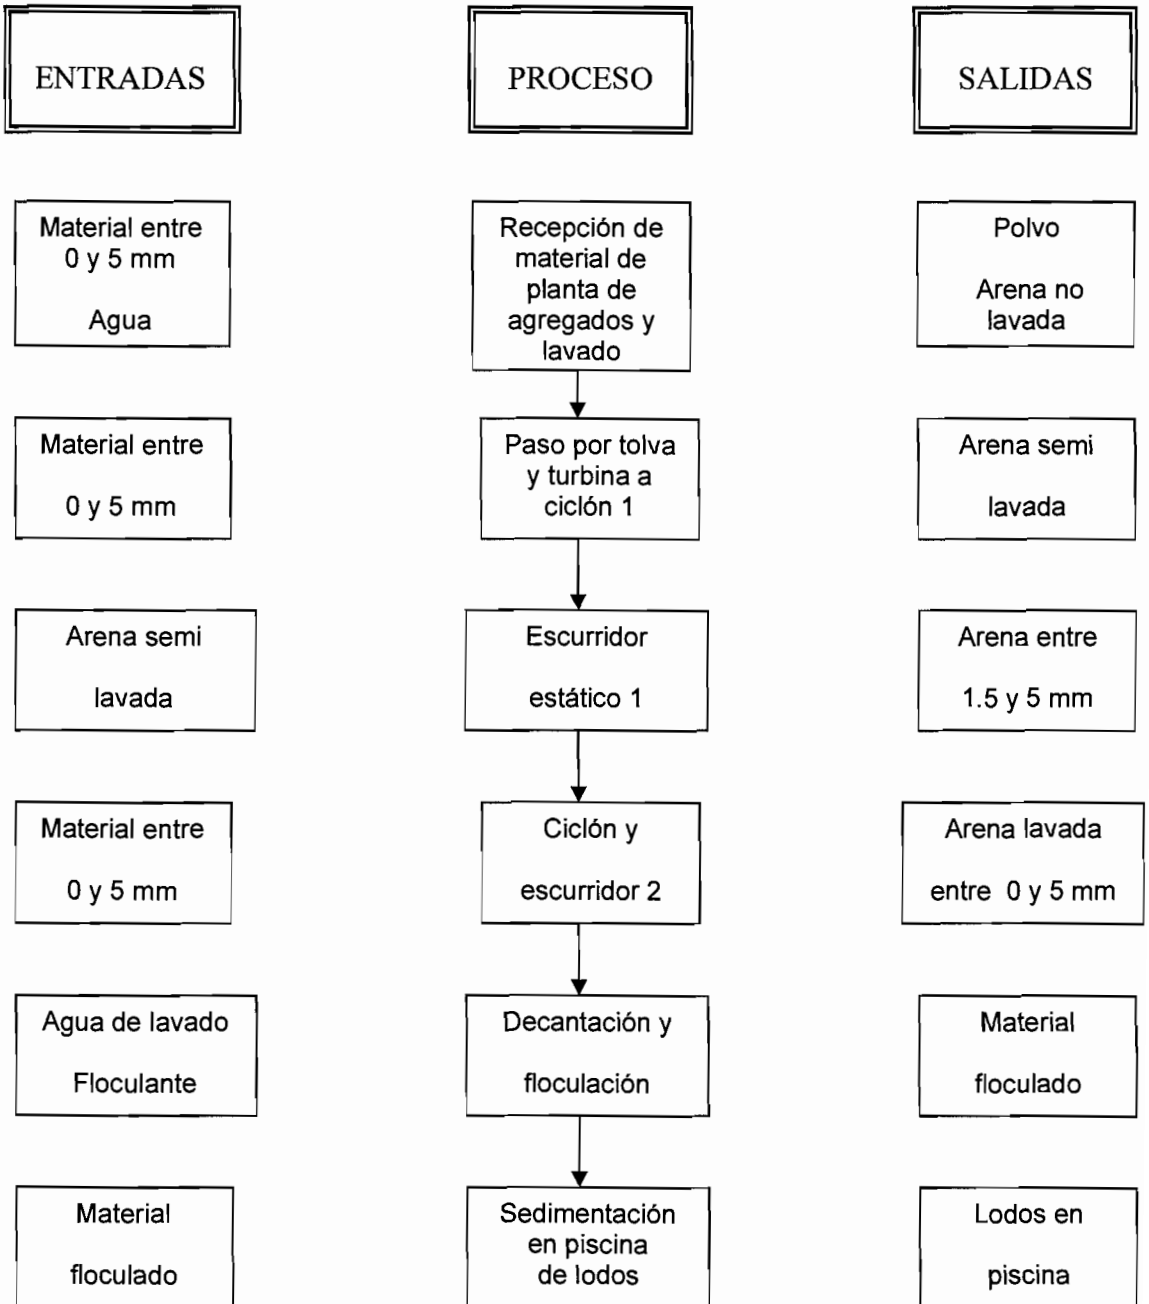 ENTRADAS
PROCESO
SALIDAS
Material entre
0 y 5 mm
Agua
Recepción de
material de
planta de
agregados y
lavado
Polvo
Arena no
lavada
Material entre
0 y 5 mm
Paso por tolva
y turbina a
ciclón 1
Arena semi
lavada
Arena semi
lavada
Escurridor
estático 1
Arena entre
1.5 y 5 mm
Material entre
0 y 5 mm
Ciclón y
escurridor 2
Arena lavada
entre 0 y 5 mm
Agua de lavado
Floculante
Decantación y
floculación
Material
floculado
Material
floculado
Sedimentación
en piscina
de lodos
Lodos en
piscina